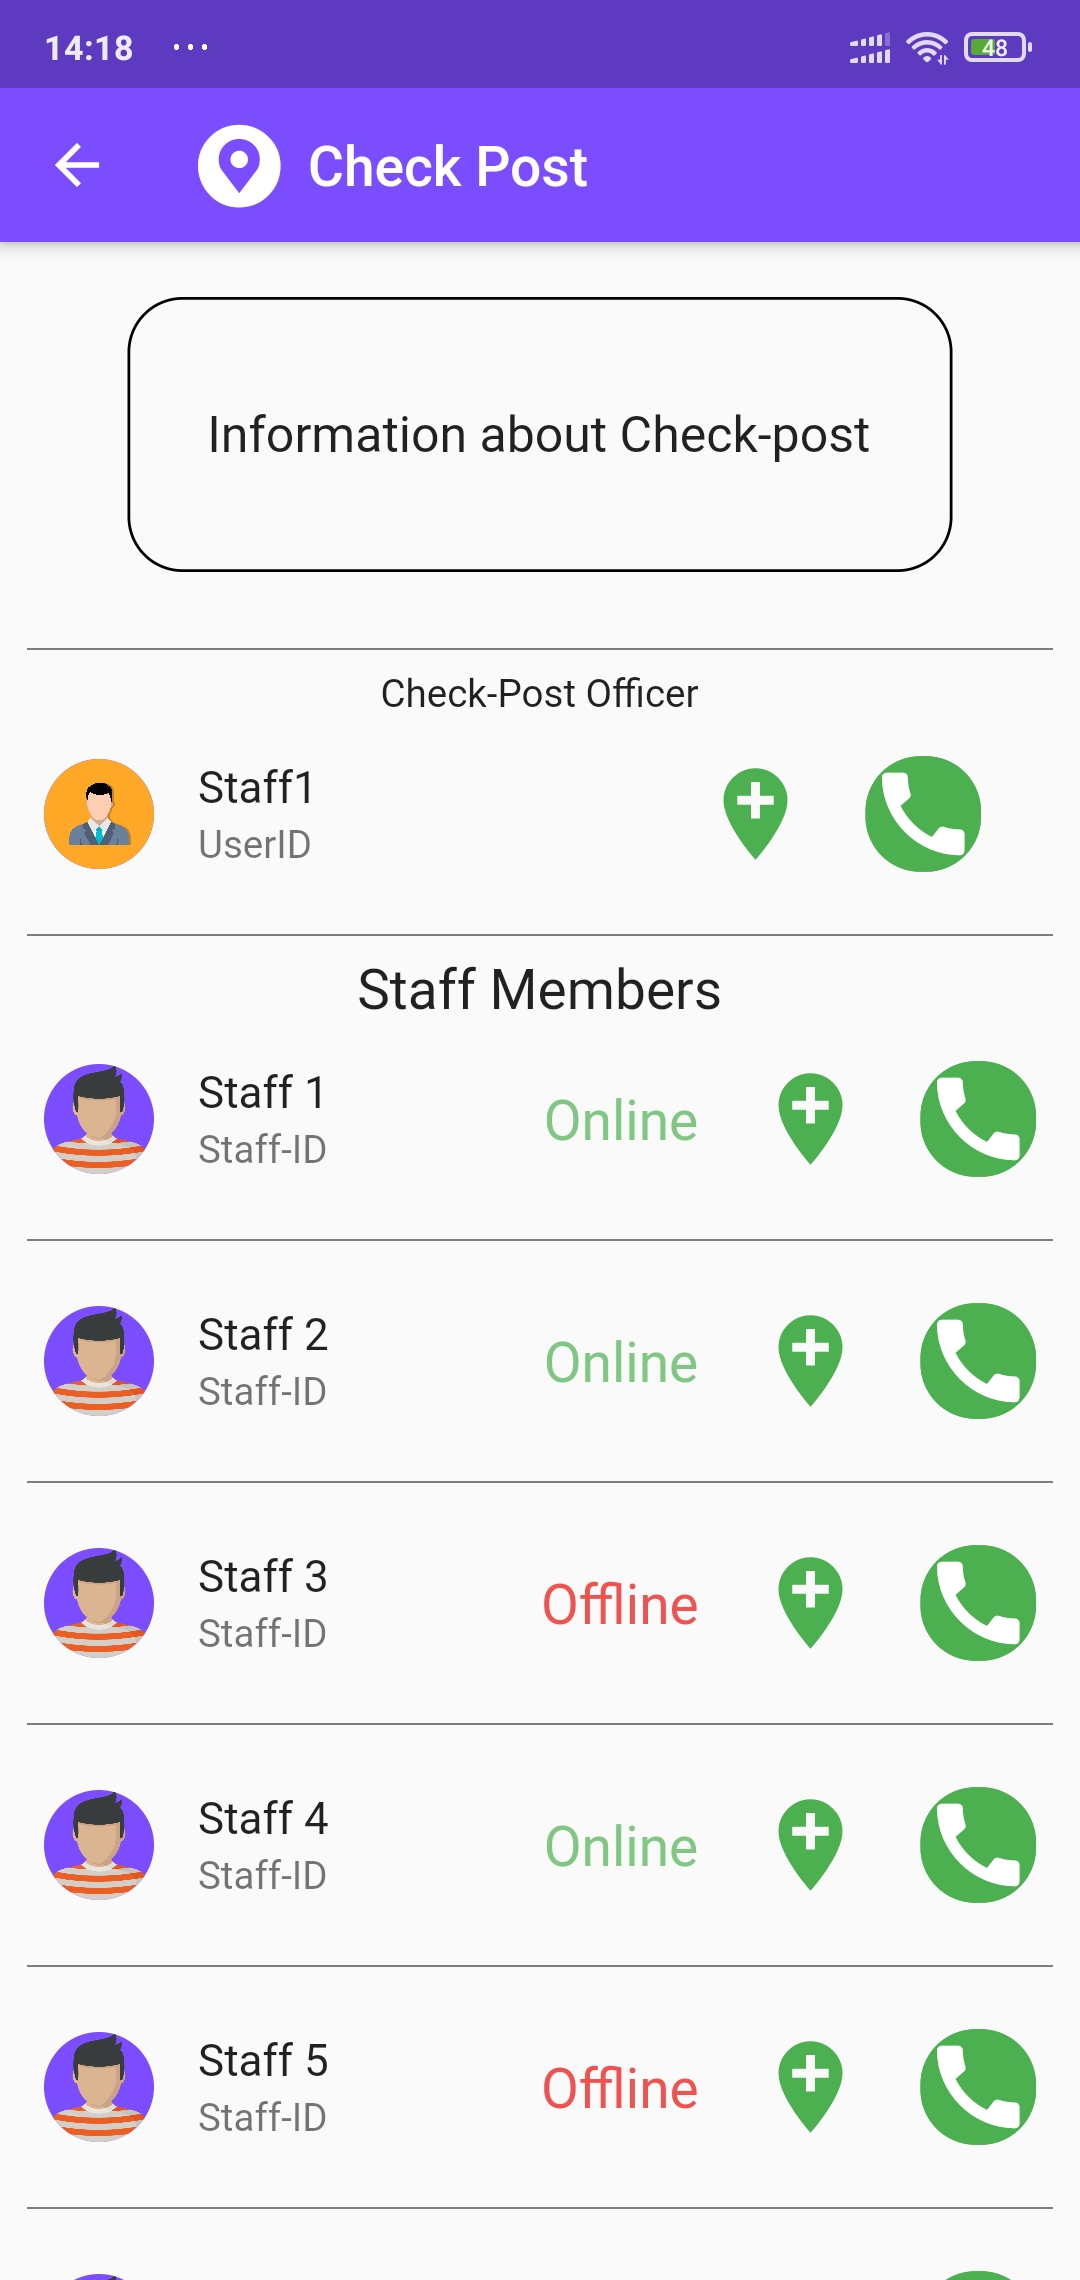 14:18 ... 48
Check Post
Information about Check-post
Check-Post Officer
Staff1
UserID
Staff Members
Staff 1
Staff-ID
Online
Staff 2
Staff-ID
Online
Staff 3
Staff-ID
Offline
Staff 4
Staff-ID
Online
Staff 5
Staff-ID
Offline